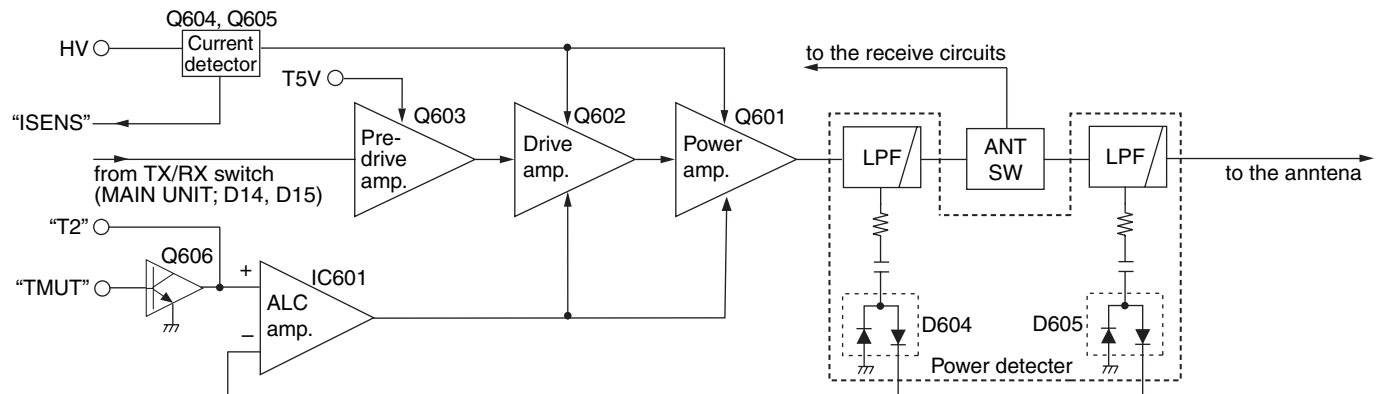 Q604, Q605
HV
Current
detector
to the receive circuits
T5V
"ISENS"
Q603
Q602
Q601
Pre-
drive
amp.
Drive
amp.
Power
amp.
LPF
ANT
SW
LPF
from TX/RX switch
(MAIN UNIT; D14, D15)
to the anntena
"T2"
Q606
"TMUT"
+
IC601
ALC
amp.
–
D604
D605
Power detecter